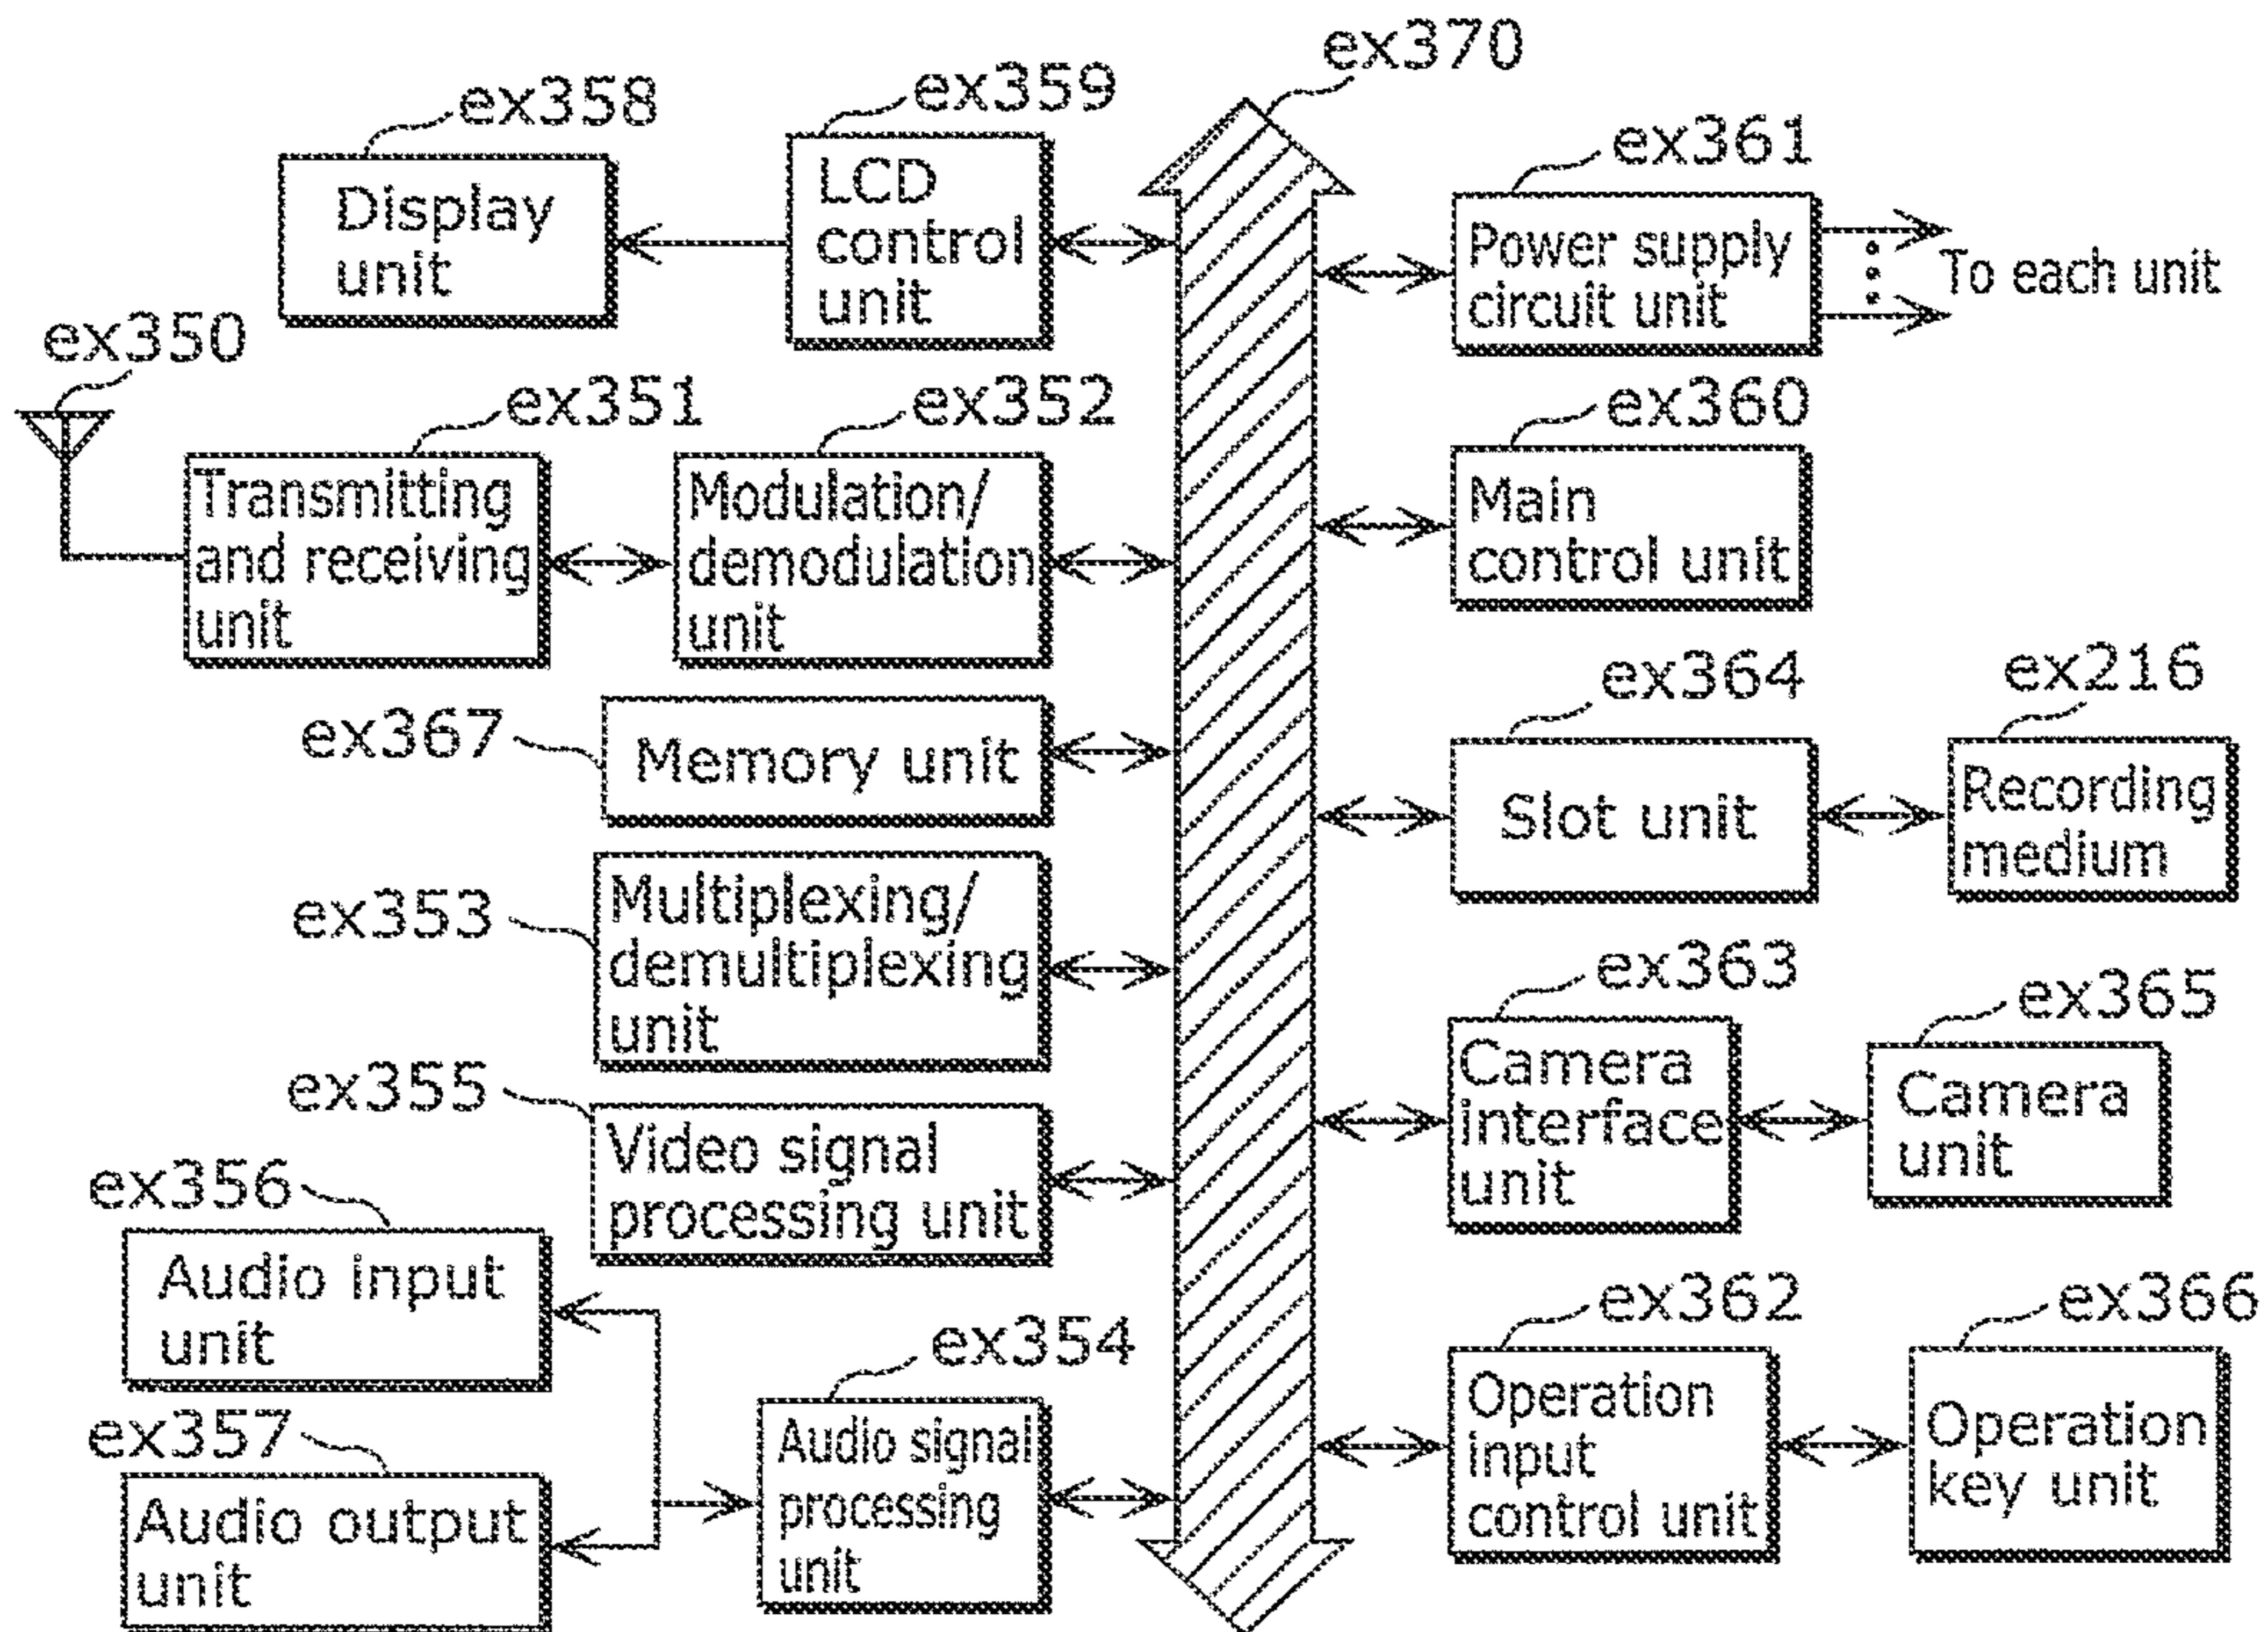 ex370
ex358
ex359
ex361
Display
unit
LCD
control
unit
Power supply
circuit unit
To each unit
ex350
ex351
ex352
ex360
Transmitting
and receiving
unit
Modulation/
demodulation
unit
Main
control unit
ex364
ex216
ex367
Memory unit
Slot unit
Recording
medium
ex353
Multiplexing/
demultiplexing
unit
ex363
ex365
Camera
interface
unit
Camera
unit
ex355
Video signal
processing unit
ex356
Audio input
unit
ex354
ex362
ex366
ex357
Audio output
unit
Audio signal
processing
unit
Operation
input
control unit
Operation
key unit